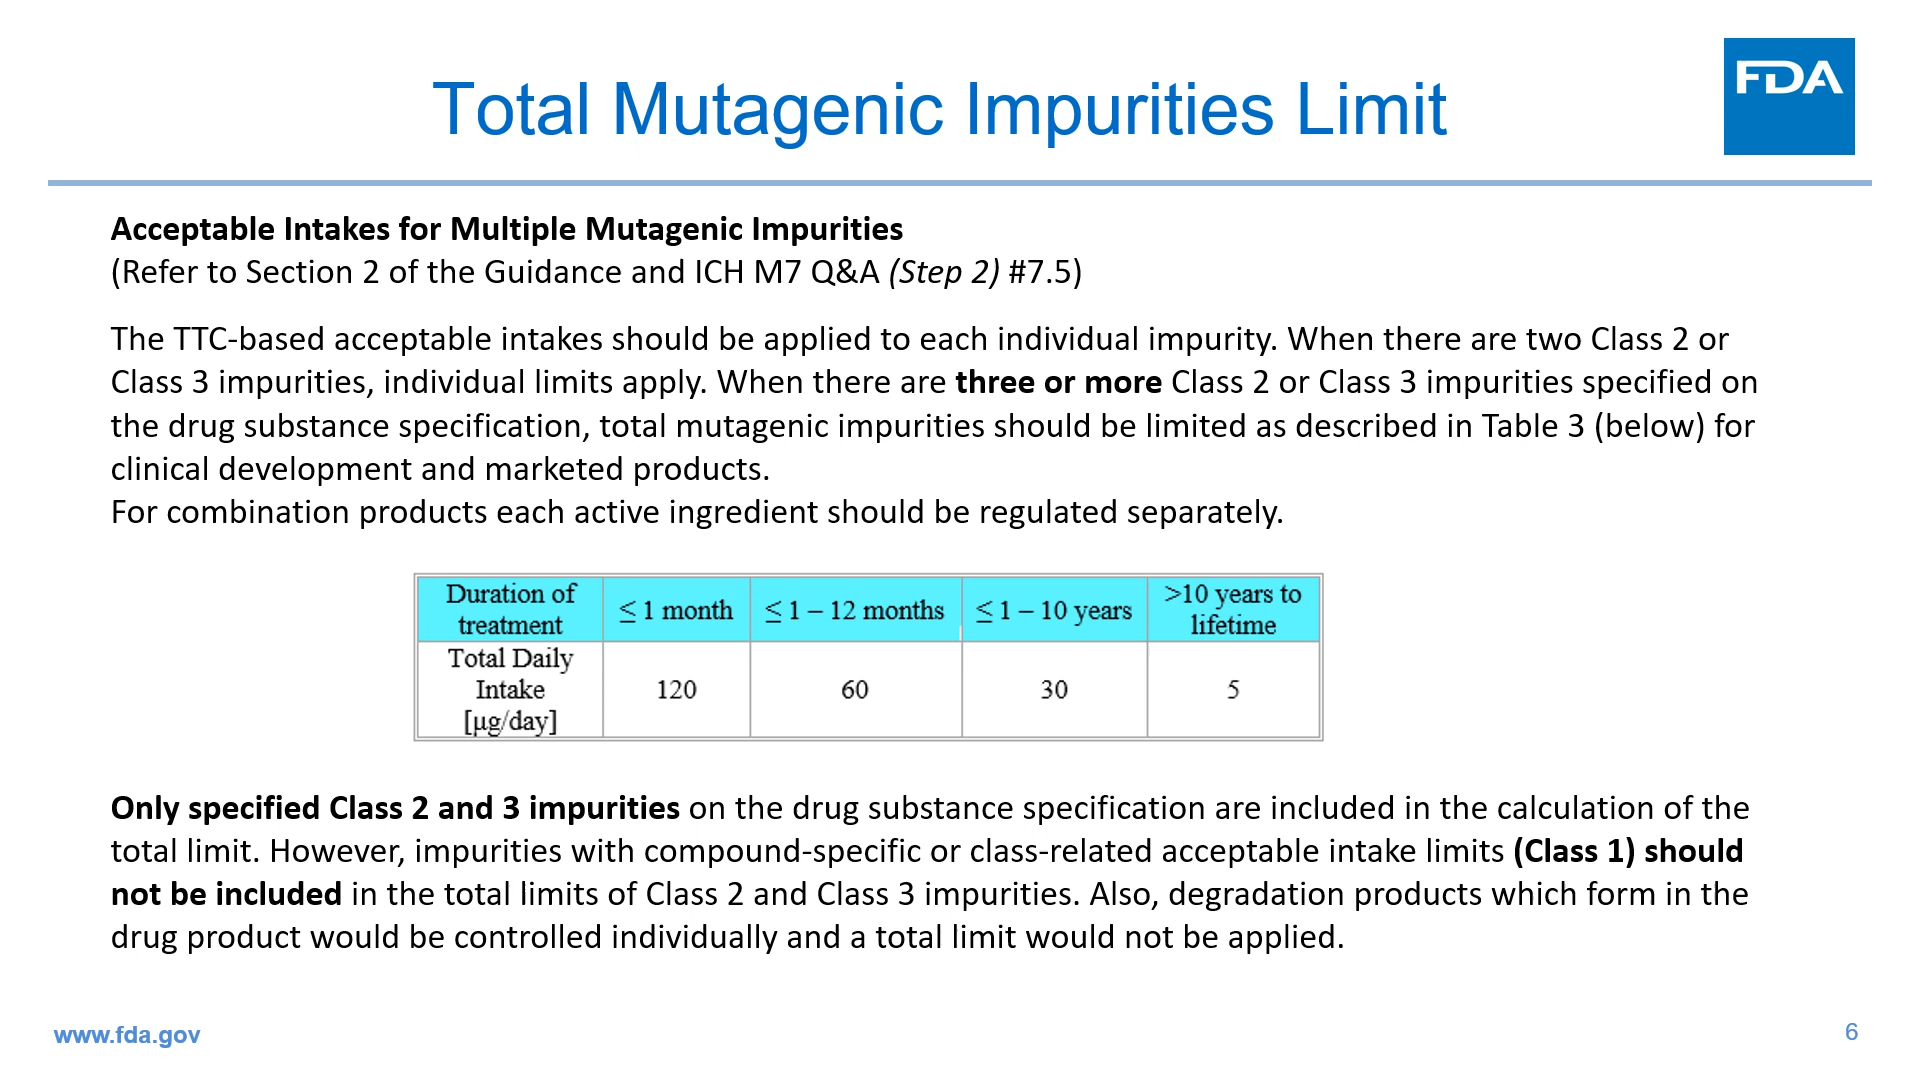 FDA
Total Mutagenic Impurities Limit
Acceptable Intakes for Multiple Mutagenic Impurities
(Refer to Section 2 of the Guidance and ICH M7 Q&A (Step 2) #7.5)
The TTC-based acceptable intakes should be applied to each individual impurity. When there are two Class 2 or
Class 3 impurities, individual limits apply. When there are three or more Class 2 or Class 3 impurities specified on
the drug substance specification, total mutagenic impurities should be limited as described in Table 3 (below) for
clinical development and marketed products.
For combination products each active ingredient should be regulated separately.
Duration of
treatment
≤ 1 month
≤ 1 – 12 months
≤ 1 – 10 years
>10 years to
lifetime
Total Daily
Intake
[µg/day]
120
60
30
5
Only specified Class 2 and 3 impurities on the drug substance specification are included in the calculation of the
total limit. However, impurities with compound-specific or class-related acceptable intake limits (Class 1) should
not be included in the total limits of Class 2 and Class 3 impurities. Also, degradation products which form in the
drug product would be controlled individually and a total limit would not be applied.
www.fda.gov
6